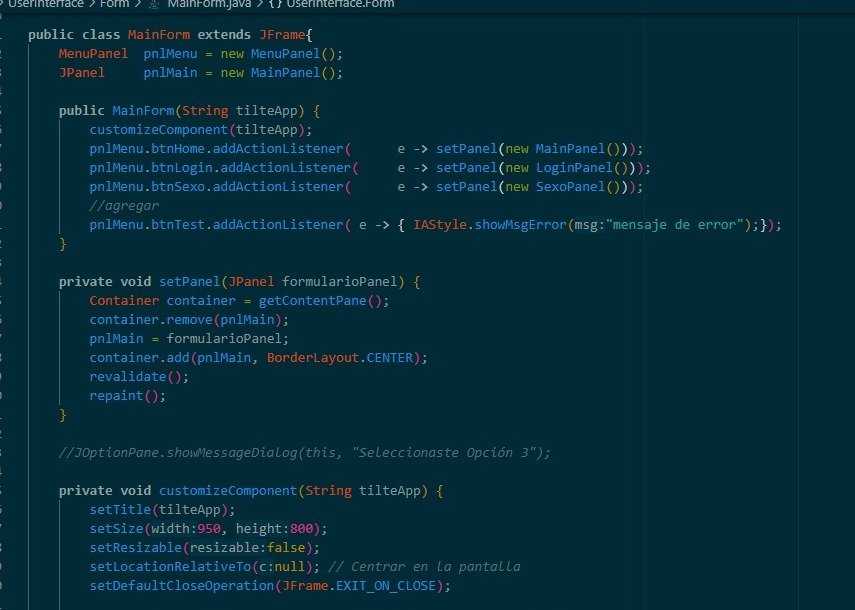 UserInterface > Form > MainForm.java > {} UserInterface.Form
public class MainForm extends JFrame{
    MenuPanel  pnlMenu = new MenuPanel();
    JPanel     pnlMain = new MainPanel();
    public MainForm(String tilteApp) {
        customizeComponent(tilteApp);
        pnlMenu.btnHome.addActionListener(      e -> setPanel(new MainPanel()));
        pnlMenu.btnLogin.addActionListener(     e -> setPanel(new LoginPanel()));
        pnlMenu.btnSexo.addActionListener(      e -> setPanel(new SexoPanel()));
        //agregar
        pnlMenu.btnTest.addActionListener( e -> { IAStyle.showMsgError(msg:"mensaje de error");});
    }
    private void setPanel(JPanel formularioPanel) {
        Container container = getContentPane();
        container.remove(pnlMain);
        pnlMain = formularioPanel;
        container.add(pnlMain, BorderLayout.CENTER);
        revalidate();
        repaint();
    }
    //JOptionPane.showMessageDialog(this, "Seleccionaste Opción 3");
    private void customizeComponent(String tilteApp) {
        setTitle(tilteApp);
        setSize(width:950, height:800);
        setResizable(resizable:false);
        setLocationRelativeTo(c:null); // Centrar en la pantalla
        setDefaultCloseOperation(JFrame.EXIT_ON_CLOSE);